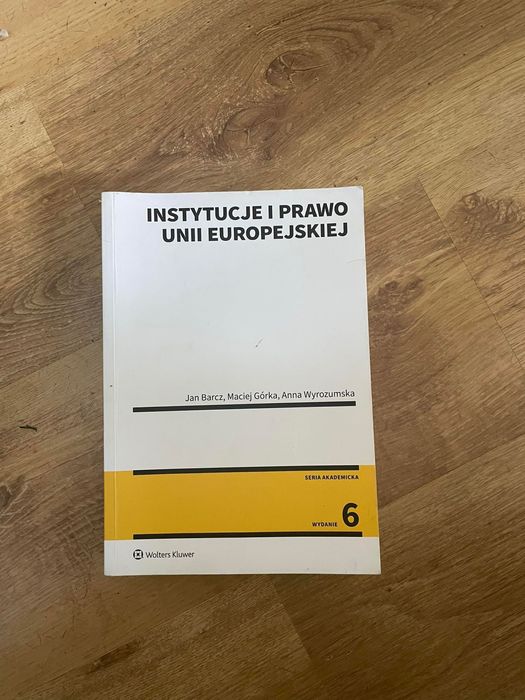 INSTYTUCJE I PRAWO
UNII EUROPEJSKIEJ
Jan Barcz, Maciej Górka, Anna Wyrozumska
SERIA AKADEMICKA
WYDANIE 6
Wolters Kluwer